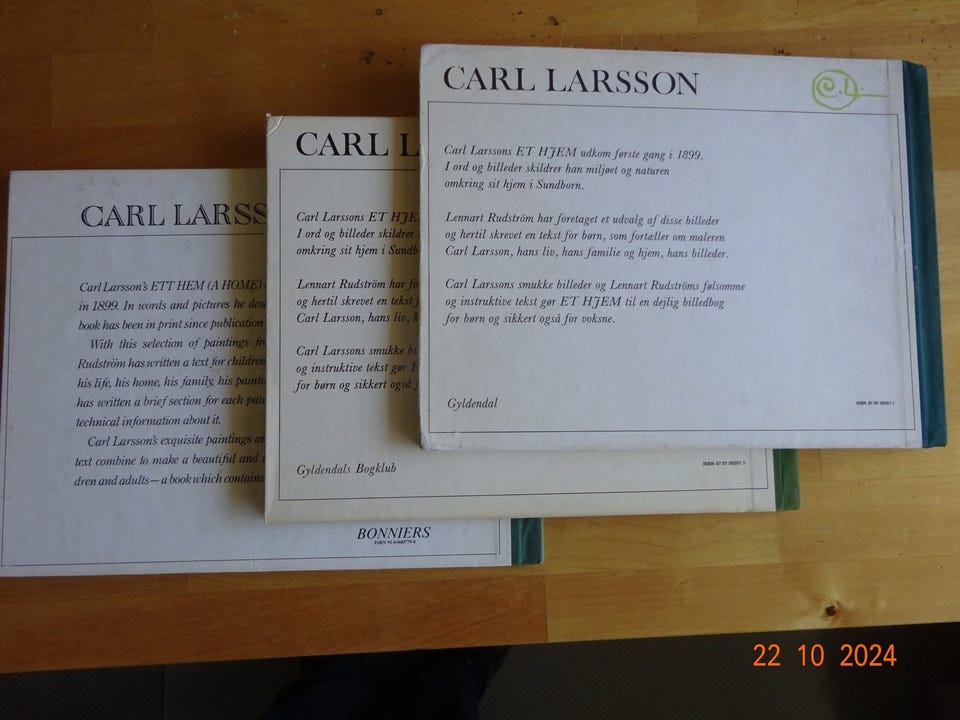 CARL LARSSON
C.L.
Carl Larssons ET HJEM udkom første gang i 1899.
I ord og billeder skildrer han miljøet og naturen
omkring sit hjem i Sundborn.
Lennart Rudström har foretaget et udvalg af disse billeder
og hertil skrevet en tekst for børn, som fortæller om maleren
Carl Larsson, hans liv, hans familie og hjem, hans billeder.
Carl Larssons smukke billeder og Lennart Rudströms følsomme
og instruktive tekst gør ET HJEM til en dejlig billedbog
for børn og sikkert også for voksne.
Gyldendal
CARL L
Carl Larssons ET HJE
I ord og billeder skildrer
omkring sit hjem i Sundb
Lennart Rudström har fo
og hertil skrevet en tekst
Carl Larsson, hans liv, h
Carl Larssons smukke bi
og instruktive tekst gør E
for børn og sikkert også
Gyldendals Bogklub
CARL LARSS
Carl Larsson's ETT HEM (A HOME)
in 1899. In words and pictures he des
book has been in print since publication
With this selection of paintings fr
Rudström has written a text for children
his life, his home, his family, his painti
has written a brief section for each pain
technical information about it.
Carl Larsson's exquisite paintings an
text combine to make a beautiful and
dren and adults—a book which contains
BONNIERS
22 10 2024